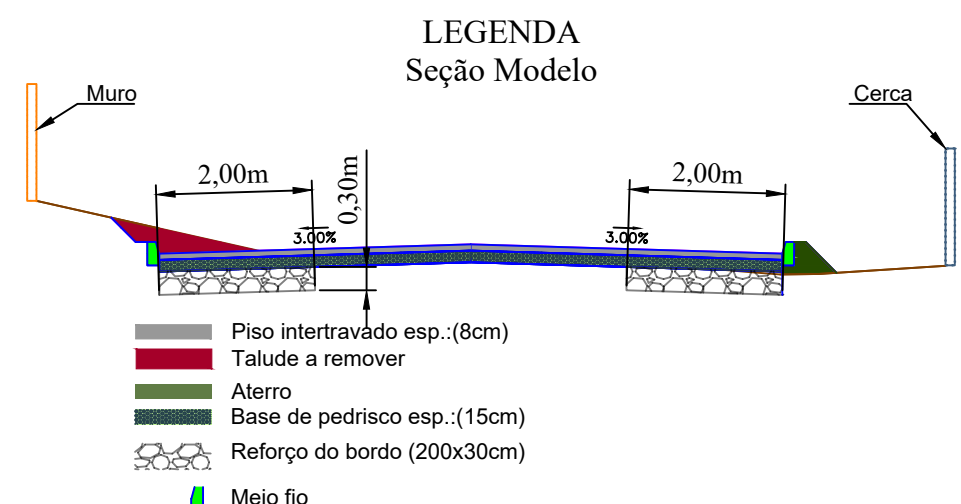 LEGENDA
Seção Modelo
Muro
Cerca
2,00m
0,30m
2,00m
3.00%
3.00%
Piso intertravado esp.:(8cm)
Talude a remover
Aterro
Base de pedrisco esp.:(15cm)
Reforço do bordo (200x30cm)
Meio fio